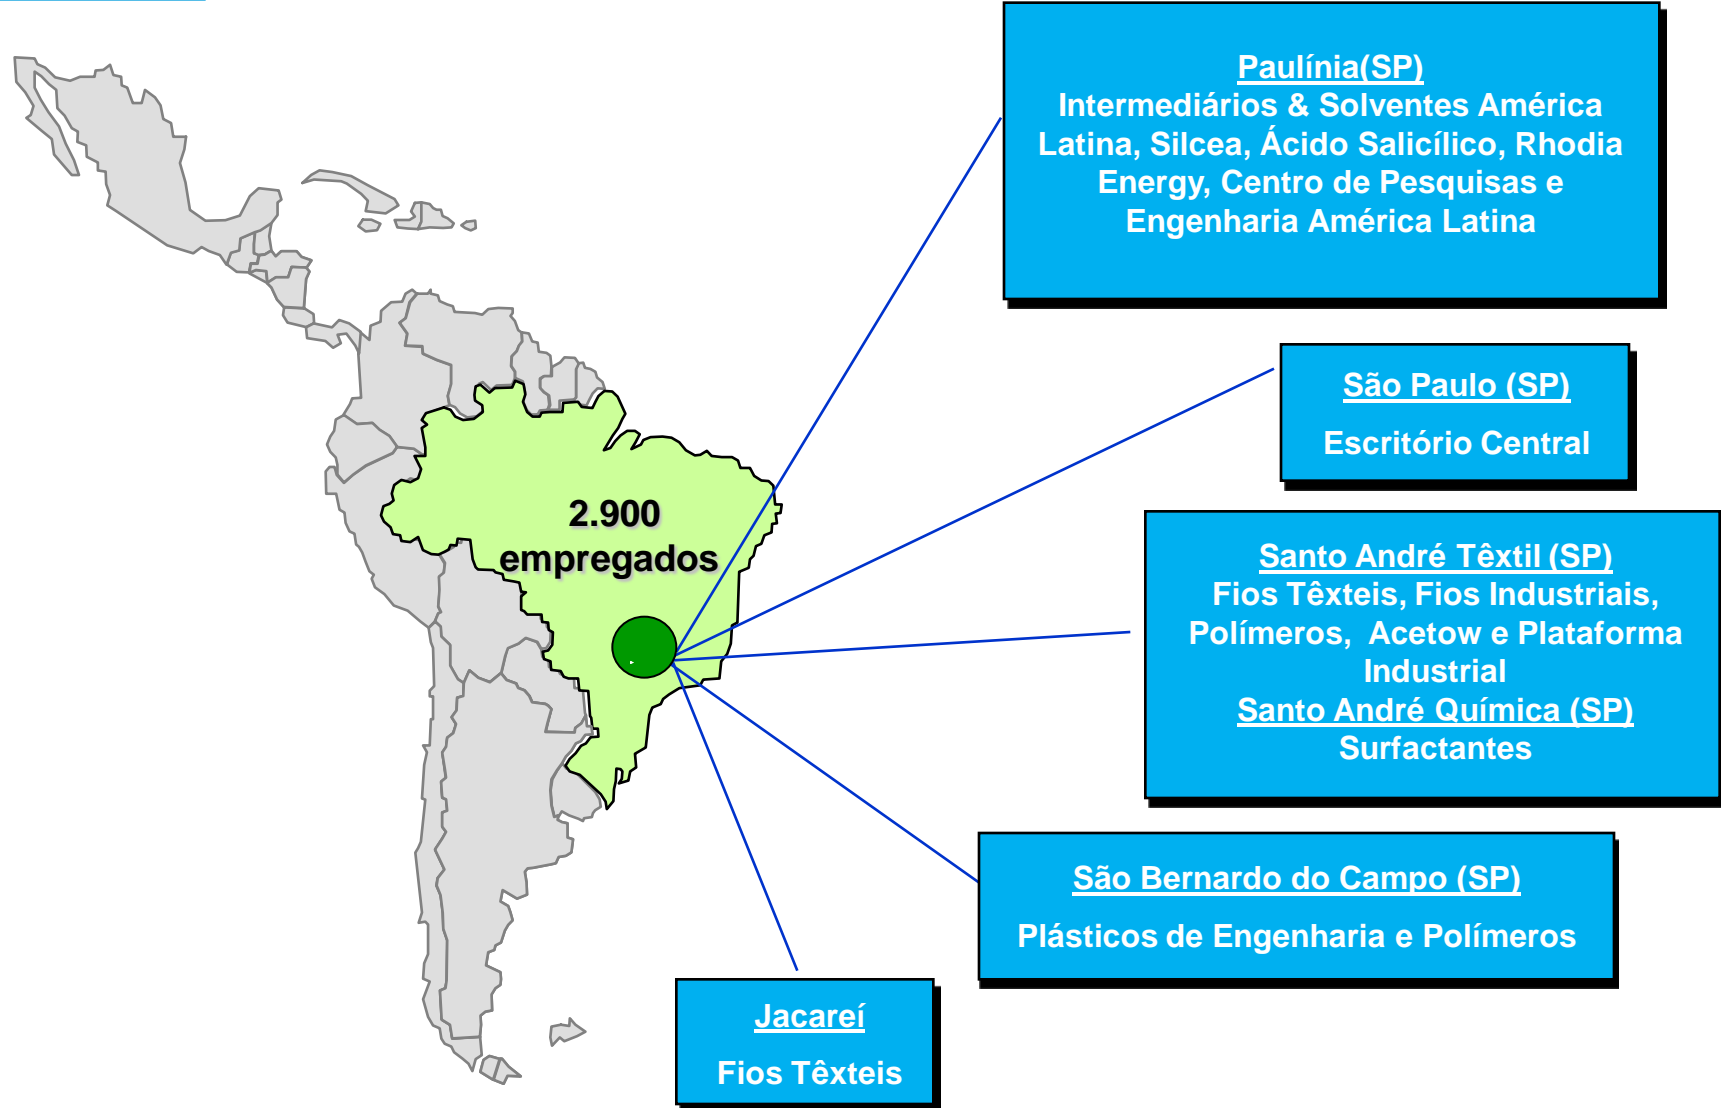 Paulínia(SP)
Intermediários & Solventes América
Latina, Silcea, Ácido Salicílico, Rhodia
Energy, Centro de Pesquisas e
Engenharia América Latina
São Paulo (SP)
Escritório Central
2.900
empregados
Santo André Têxtil (SP)
Fios Têxteis, Fios Industriais,
Polímeros, Acetow e Plataforma
Industrial
Santo André Química (SP)
Surfactantes
São Bernardo do Campo (SP)
Plásticos de Engenharia e Polímeros
Jacareí
Fios Têxteis